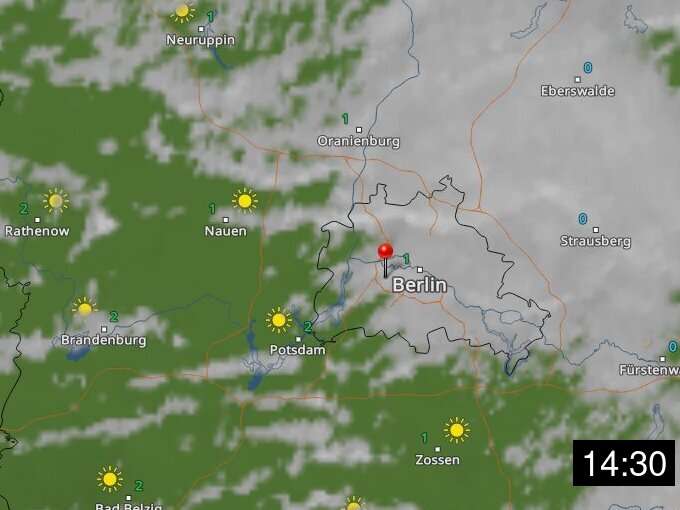 1
Neuruppin
0
Eberswalde
1
Oranienburg
2
Rathenow
1
Nauen
0
Strausberg
1
Berlin
2
Brandenburg
2
Potsdam
0
Fürstenwa
1
Zossen
14:30
2
Bad Belzig